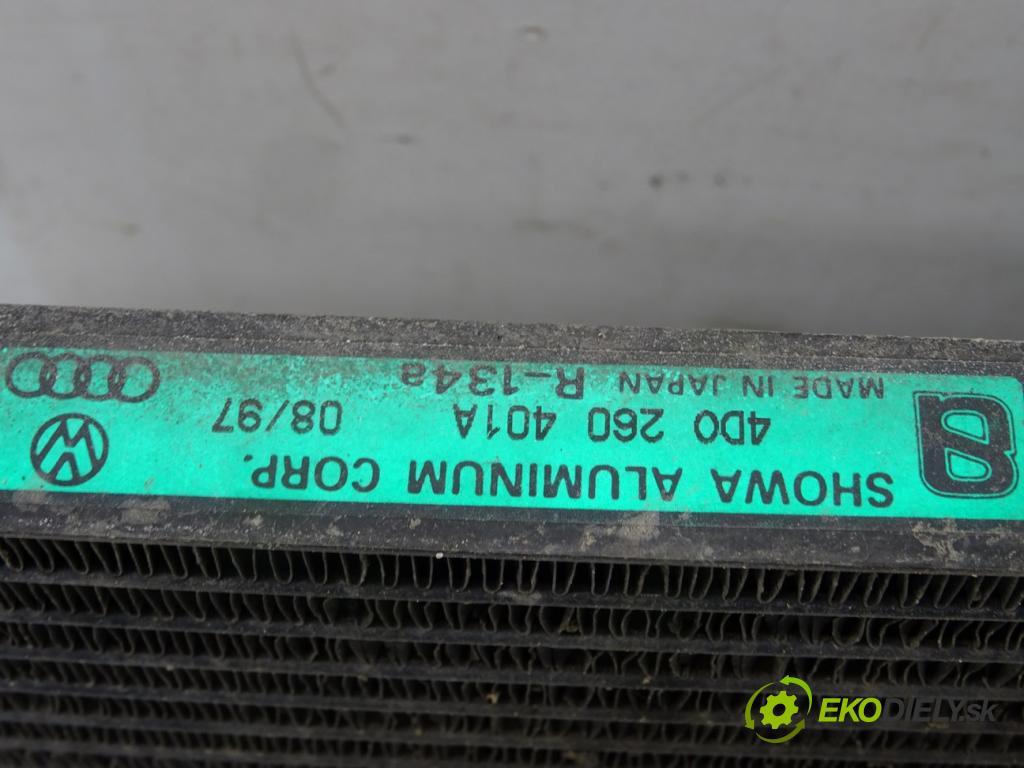 SHOWA ALUMINUM CORP.
4D0 260 401A 08/97
MADE IN JAPAN R-134a
EKODIELY.sk